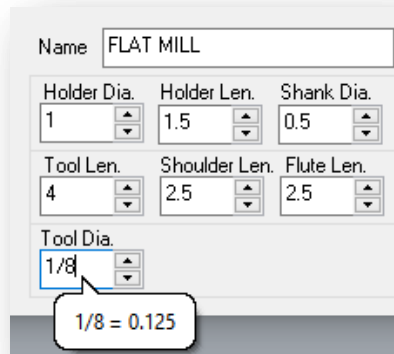 Name FLAT MILL
Holder Dia. Holder Len. Shank Dia.
1 1.5 0.5
Tool Len. Shoulder Len. Flute Len.
4 2.5 2.5
Tool Dia.
1/8
1/8 = 0.125